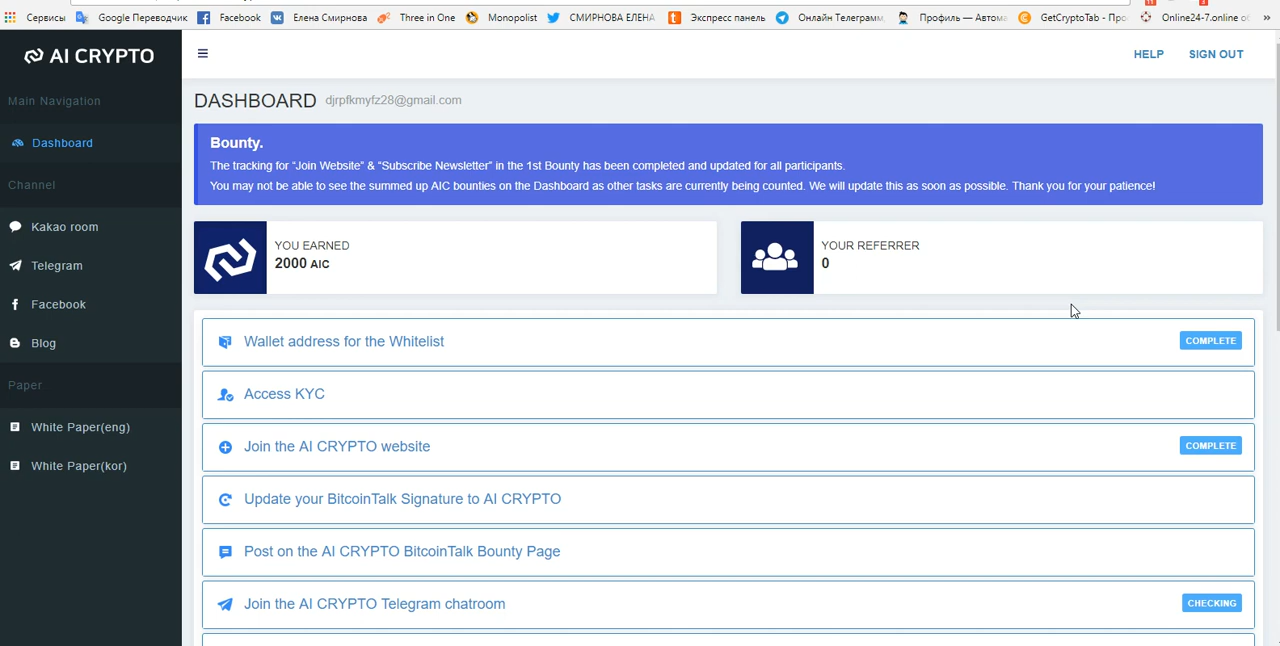 Сервисы Google Переводчик Facebook Елена Смирнова Three in One Monopolist СМИРНОВА ЕЛЕНА Экспресс панель Онлайн Телеграмм, Профиль — Автома GetCryptoTab - Про Online24-7.online о »
AI CRYPTO
HELP SIGN OUT
Main Navigation
Dashboard
Channel
Kakao room
Telegram
Facebook
Blog
Paper
White Paper(eng)
White Paper(kor)
DASHBOARD djrpfkmyfz28@gmail.com
Bounty.
The tracking for "Join Website" & "Subscribe Newsletter" in the 1st Bounty has been completed and updated for all participants.
You may not be able to see the summed up AIC bounties on the Dashboard as other tasks are currently being counted. We will update this as soon as possible. Thank you for your patience!
YOU EARNED
2000 AIC
YOUR REFERRER
0
Wallet address for the Whitelist COMPLETE
Access KYC
Join the AI CRYPTO website COMPLETE
Update your BitcoinTalk Signature to AI CRYPTO
Post on the AI CRYPTO BitcoinTalk Bounty Page
Join the AI CRYPTO Telegram chatroom CHECKING